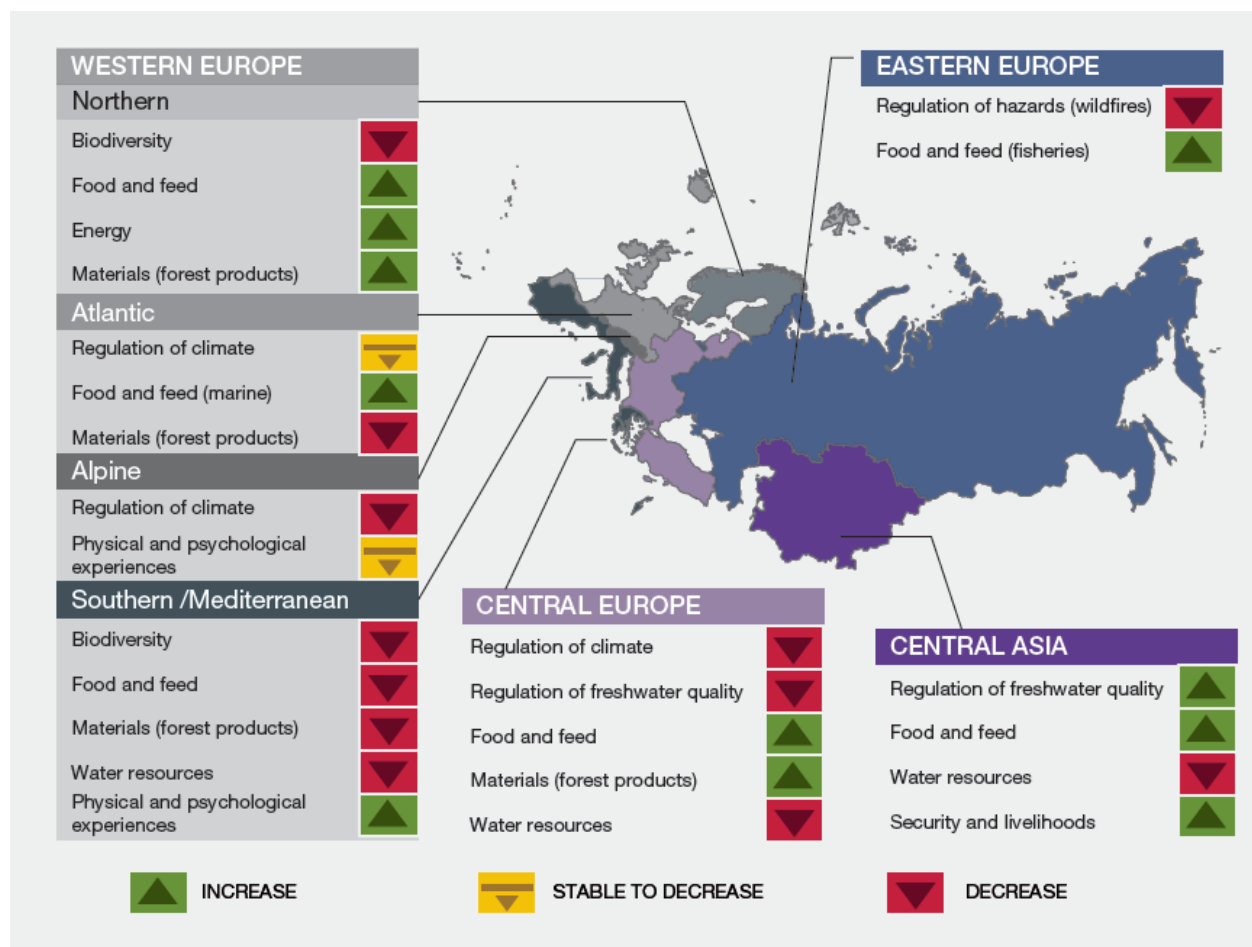 WESTERN EUROPE
Northern
Biodiversity
Food and feed
Energy
Materials (forest products)
Atlantic
Regulation of climate
Food and feed (marine)
Materials (forest products)
Alpine
Regulation of climate
Physical and psychological
experiences
Southern /Mediterranean
Biodiversity
Food and feed
Materials (forest products)
Water resources
Physical and psychological
experiences
EASTERN EUROPE
Regulation of hazards (wildfires)
Food and feed (fisheries)
CENTRAL EUROPE
Regulation of climate
Regulation of freshwater quality
Food and feed
Materials (forest products)
Water resources
CENTRAL ASIA
Regulation of freshwater quality
Food and feed
Water resources
Security and livelihoods
INCREASE
STABLE TO DECREASE
DECREASE